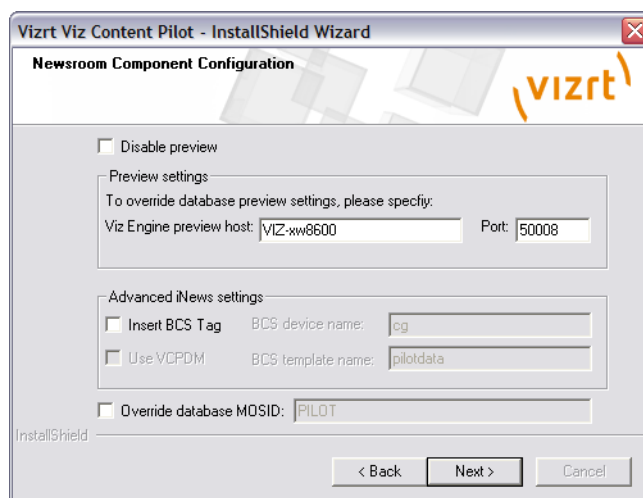 Vizrt Viz Content Pilot - InstallShield Wizard
Newsroom Component Configuration
vizrt
Disable preview
Preview settings
To override database preview settings, please specfiy:
Viz Engine preview host: VIZ-xw8600 Port: 50008
Advanced iNews settings
Insert BCS Tag BCS device name: cg
Use VCPDM BCS template name: pilotdata
Override database MOSID: PILOT
InstallShield
< Back Next > Cancel